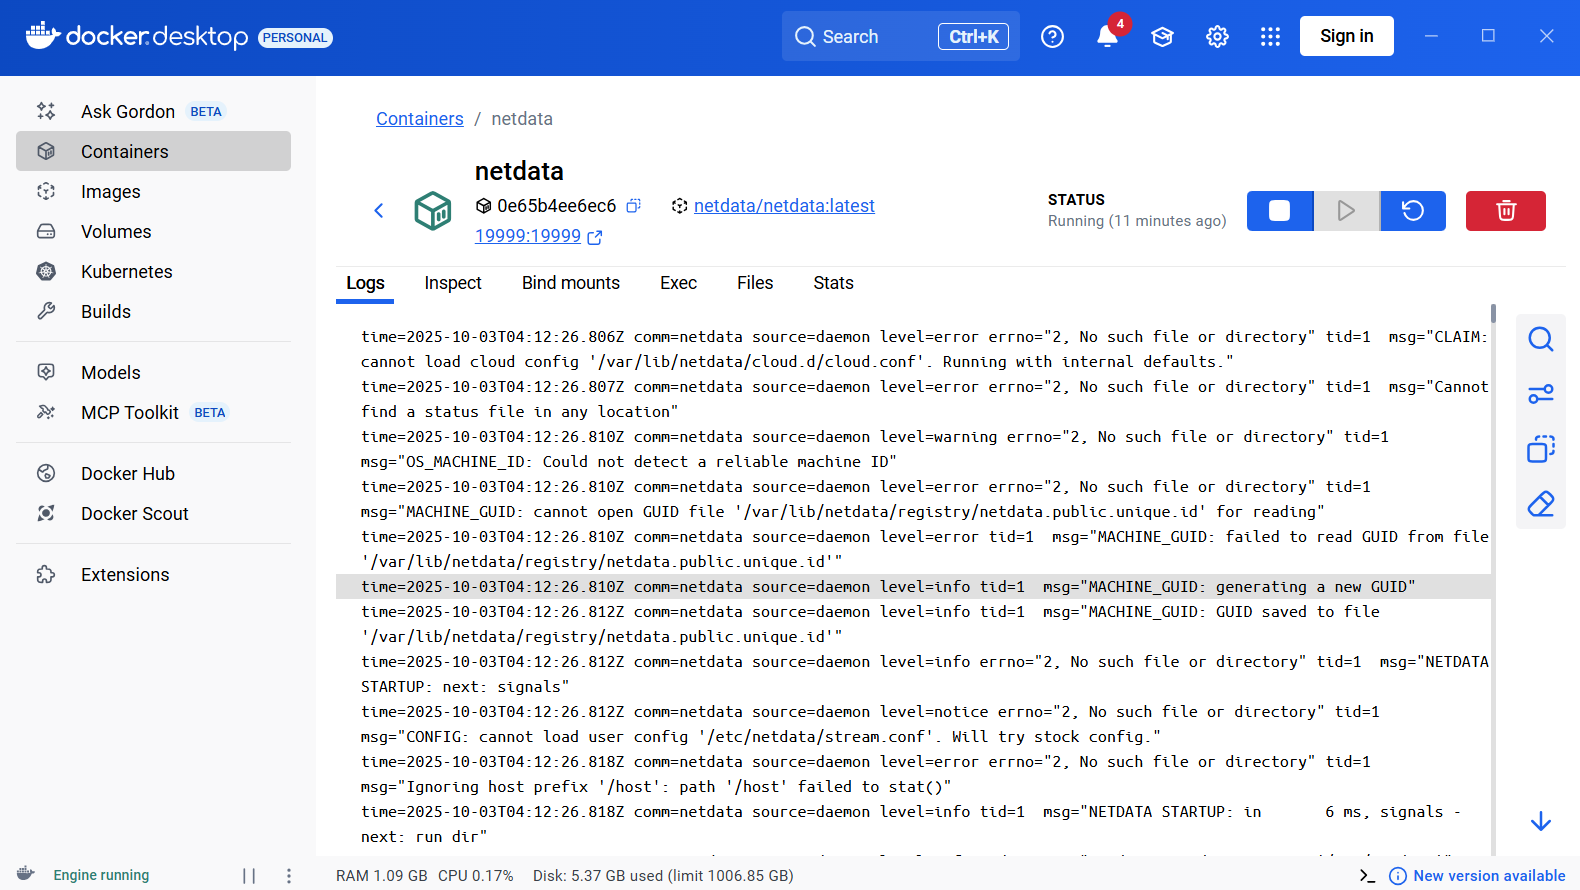 docker desktop PERSONAL
Search Ctrl+K
4
Sign in
Ask Gordon BETA
Containers
Images
Volumes
Kubernetes
Builds
Models
MCP Toolkit BETA
Docker Hub
Docker Scout
Extensions
Containers / netdata
netdata
0e65b4ee6ec6 netdata/netdata:latest
19999:19999
STATUS
Running (11 minutes ago)
Logs Inspect Bind mounts Exec Files Stats
time=2025-10-03T04:12:26.806Z comm=netdata source=daemon level=error errno="2, No such file or directory" tid=1  msg="CLAIM:
cannot load cloud config '/var/lib/netdata/cloud.d/cloud.conf'. Running with internal defaults."
time=2025-10-03T04:12:26.807Z comm=netdata source=daemon level=error errno="2, No such file or directory" tid=1  msg="Cannot
find a status file in any location"
time=2025-10-03T04:12:26.810Z comm=netdata source=daemon level=warning errno="2, No such file or directory" tid=1
msg="OS_MACHINE_ID: Could not detect a reliable machine ID"
time=2025-10-03T04:12:26.810Z comm=netdata source=daemon level=error errno="2, No such file or directory" tid=1
msg="MACHINE_GUID: cannot open GUID file '/var/lib/netdata/registry/netdata.public.unique.id' for reading"
time=2025-10-03T04:12:26.810Z comm=netdata source=daemon level=error tid=1  msg="MACHINE_GUID: failed to read GUID from file
'/var/lib/netdata/registry/netdata.public.unique.id'"
time=2025-10-03T04:12:26.810Z comm=netdata source=daemon level=info tid=1  msg="MACHINE_GUID: generating a new GUID"
time=2025-10-03T04:12:26.812Z comm=netdata source=daemon level=info tid=1  msg="MACHINE_GUID: GUID saved to file
'/var/lib/netdata/registry/netdata.public.unique.id'"
time=2025-10-03T04:12:26.812Z comm=netdata source=daemon level=info errno="2, No such file or directory" tid=1  msg="NETDATA
STARTUP: next: signals"
time=2025-10-03T04:12:26.812Z comm=netdata source=daemon level=notice errno="2, No such file or directory" tid=1
msg="CONFIG: cannot load user config '/etc/netdata/stream.conf'. Will try stock config."
time=2025-10-03T04:12:26.818Z comm=netdata source=daemon level=error errno="2, No such file or directory" tid=1
msg="Ignoring host prefix '/host': path '/host' failed to stat()"
time=2025-10-03T04:12:26.818Z comm=netdata source=daemon level=info tid=1  msg="NETDATA STARTUP: in       6 ms, signals -
next: run dir"
Engine running
RAM 1.09 GB CPU 0.17% Disk: 5.37 GB used (limit 1006.85 GB)
New version available